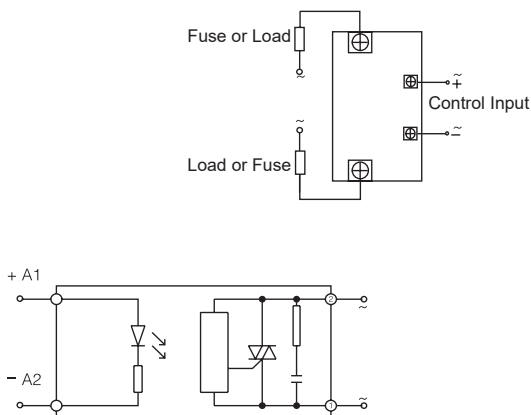 Fuse or Load
~
~
+
Control Input
~
Load or Fuse
~
−
+ A1
2
~
− A2
1
~